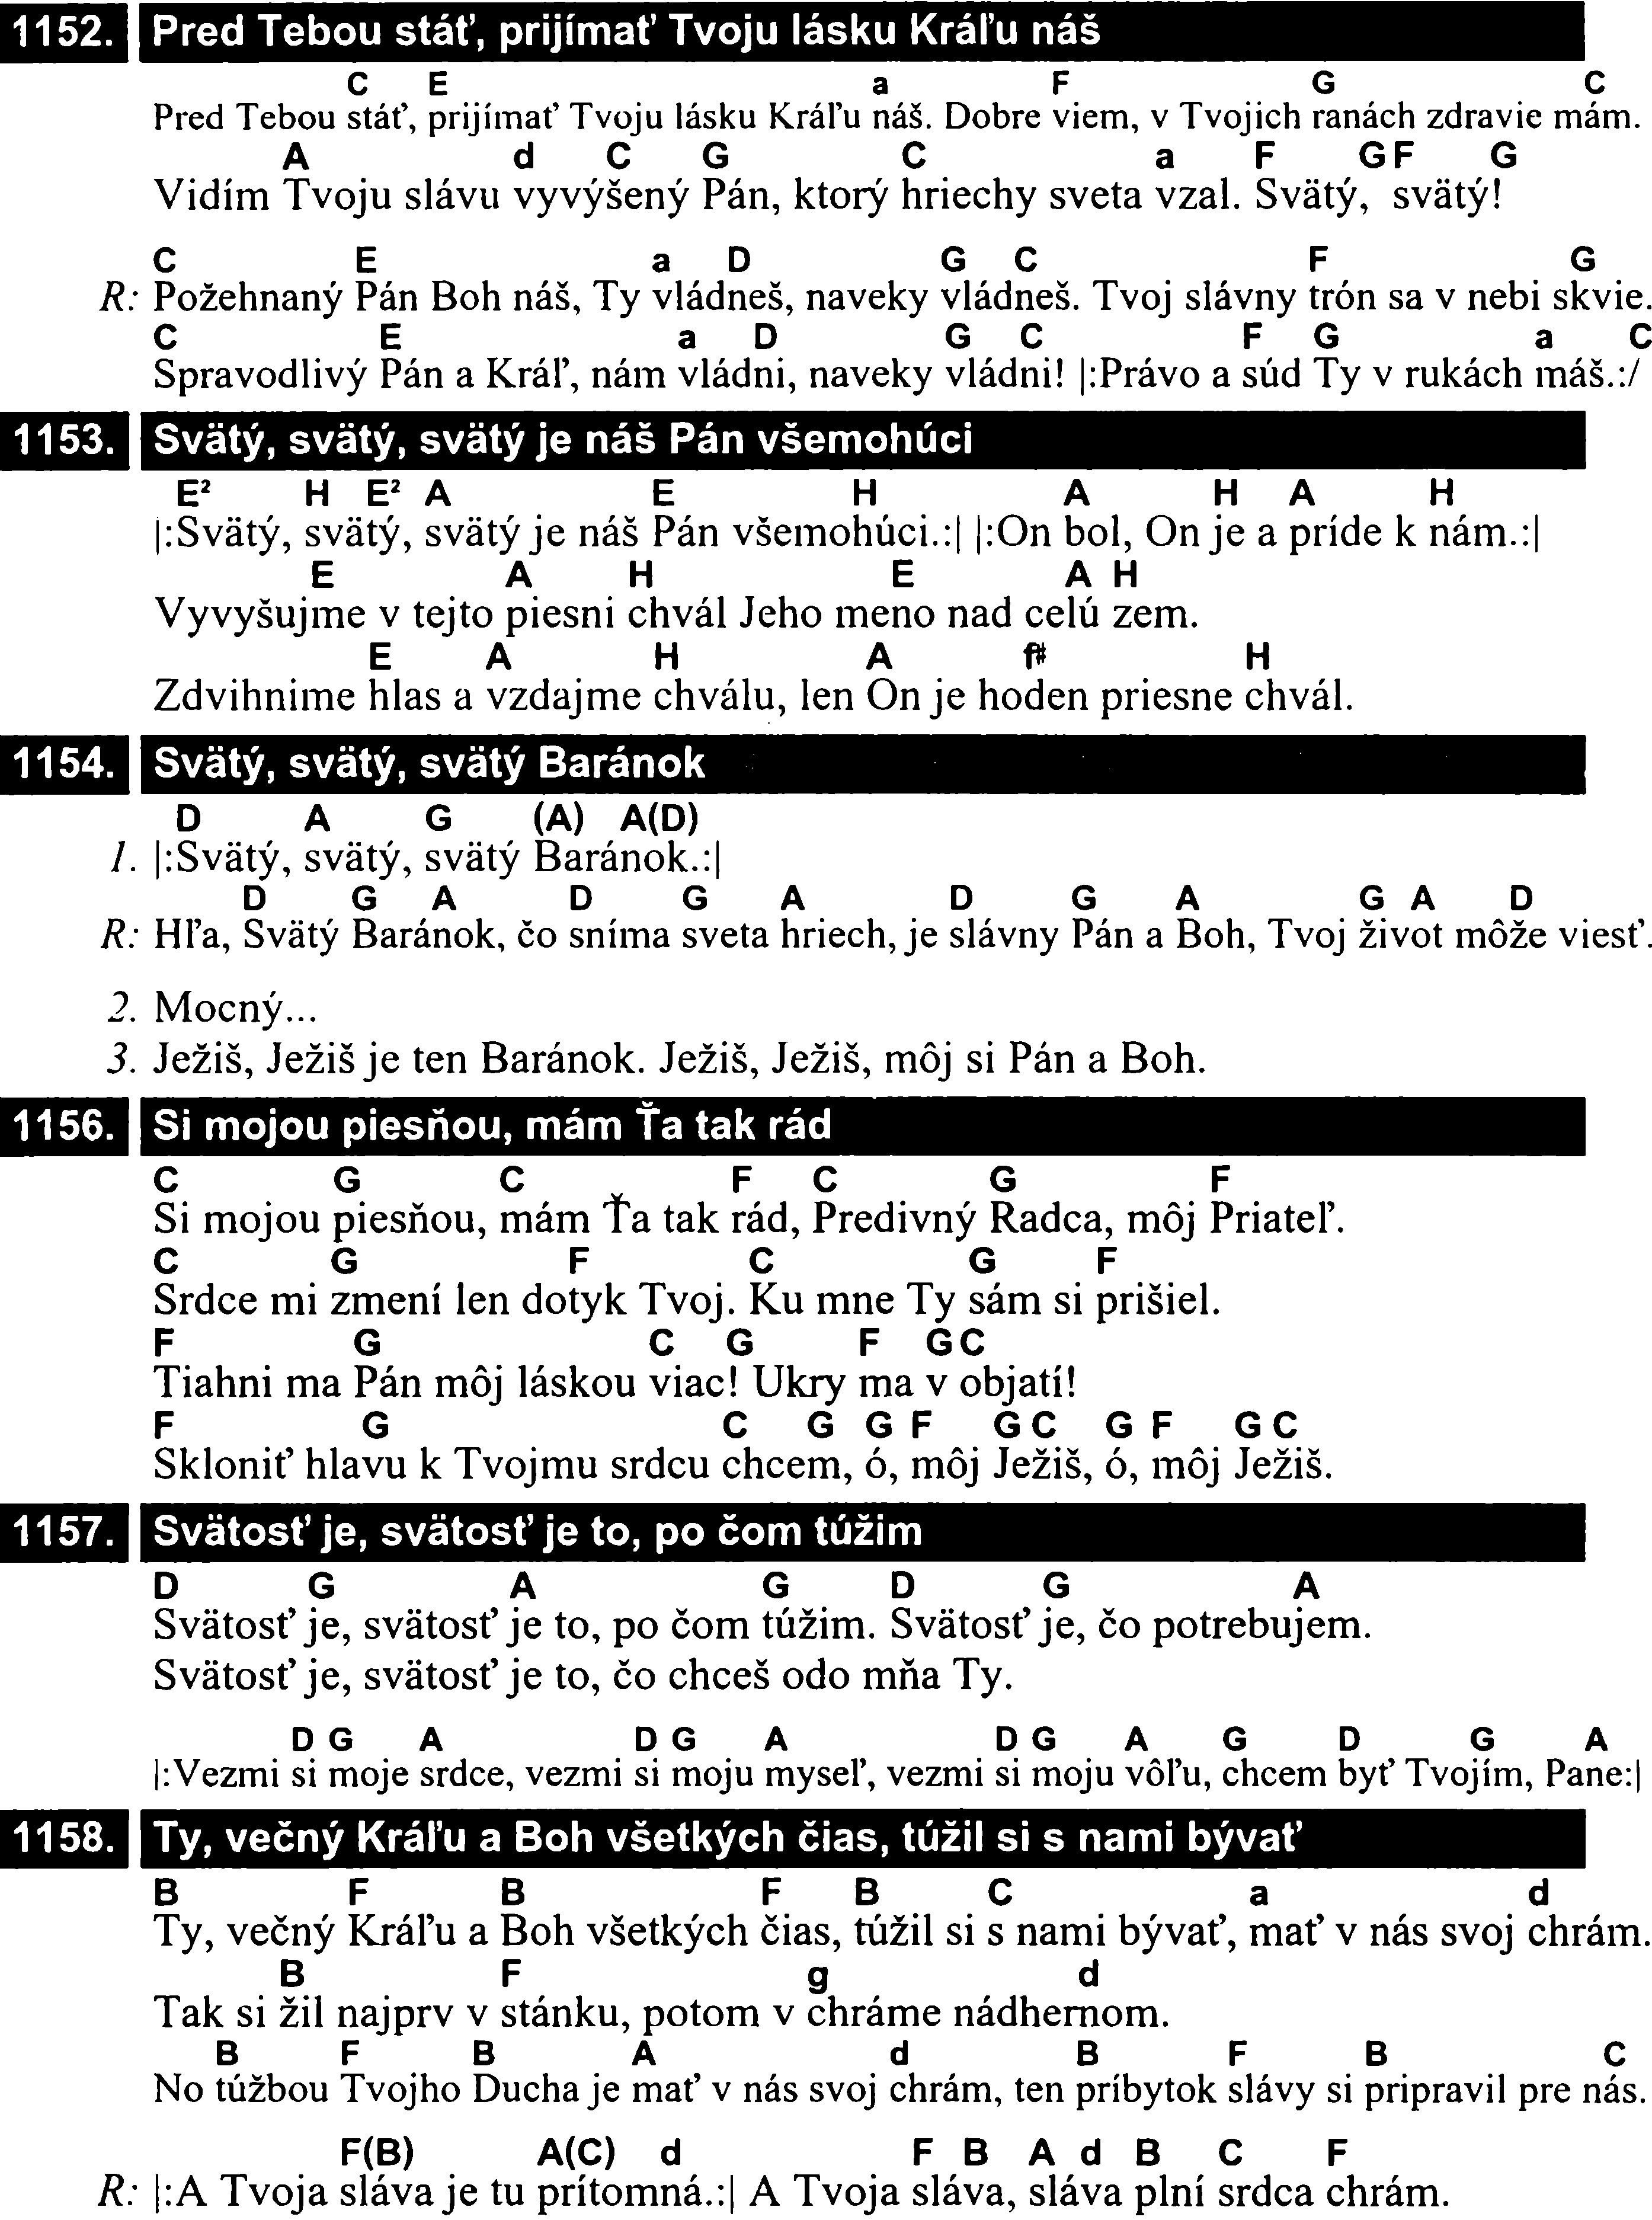 1152. Pred Tebou stáť, prijímať Tvoju lásku Kráľu náš
C E a F G C
Pred Tebou stáť, prijímať Tvoju lásku Kráľu náš. Dobre viem, v Tvojich ranách zdravie mám.
A d C G C a F G F G
Vidím Tvoju slávu vyvýšený Pán, ktorý hriechy sveta vzal. Svätý, svätý!
C E a D G C F G
R: Požehnaný Pán Boh náš, Ty vládneš, naveky vládneš. Tvoj slávny trón sa v nebi skvie.
C E a D G C F G a C
Spravodlivý Pán a Kráľ, nám vládni, naveky vládni! |:Právo a súd Ty v rukách máš.:/
1153. Svätý, svätý, svätý je náš Pán všemohúci
E² H E² A E H A H A H
|:Svätý, svätý, svätý je náš Pán všemohúci.:| |:On bol, On je a príde k nám.:|
E A H E A H
Vyvyšujme v tejto piesni chvál Jeho meno nad celú zem.
E A H A f# H
Zdvihnime hlas a vzdajme chválu, len On je hoden priesne chvál.
1154. Svätý, svätý, svätý Baránok
D A G (A) A(D)
1. |:Svätý, svätý, svätý Baránok.:|
D G A D G A D G A G A D
R: Hľa, Svätý Baránok, čo sníma sveta hriech, je slávny Pán a Boh, Tvoj život môže viesť.
2. Mocný...
3. Ježiš, Ježiš je ten Baránok. Ježiš, Ježiš, môj si Pán a Boh.
1156. Si mojou piesňou, mám Ťa tak rád
C G C F C G F
Si mojou piesňou, mám Ťa tak rád, Predivný Radca, môj Priateľ.
C G F C G F
Srdce mi zmení len dotyk Tvoj. Ku mne Ty sám si prišiel.
F G C G F G C
Tiahni ma Pán môj láskou viac! Ukry ma v objatí!
F G C G G F G C G F G C
Skloniť hlavu k Tvojmu srdcu chcem, ó, môj Ježiš, ó, môj Ježiš.
1157. Svätosť je, svätosť je to, po čom túžim
D G A G D G A
Svätosť je, svätosť je to, po čom túžim. Svätosť je, čo potrebujem.
Svätosť je, svätosť je to, čo chceš odo mňa Ty.
D G A D G A D G A G D G A
|:Vezmi si moje srdce, vezmi si moju myseľ, vezmi si moju vôľu, chcem byť Tvojím, Pane:|
1158. Ty, večný Kráľu a Boh všetkých čias, túžil si s nami bývať
B F B F B C a d
Ty, večný Kráľu a Boh všetkých čias, túžil si s nami bývať, mať v nás svoj chrám.
B F g d
Tak si žil najprv v stánku, potom v chráme nádhernom.
B F B A d B F B C
No túžbou Tvojho Ducha je mať v nás svoj chrám, ten príbytok slávy si pripravil pre nás.
F(B) A(C) d F B A d B C F
R: |:A Tvoja sláva je tu prítomná.:| A Tvoja sláva, sláva plní srdca chrám.